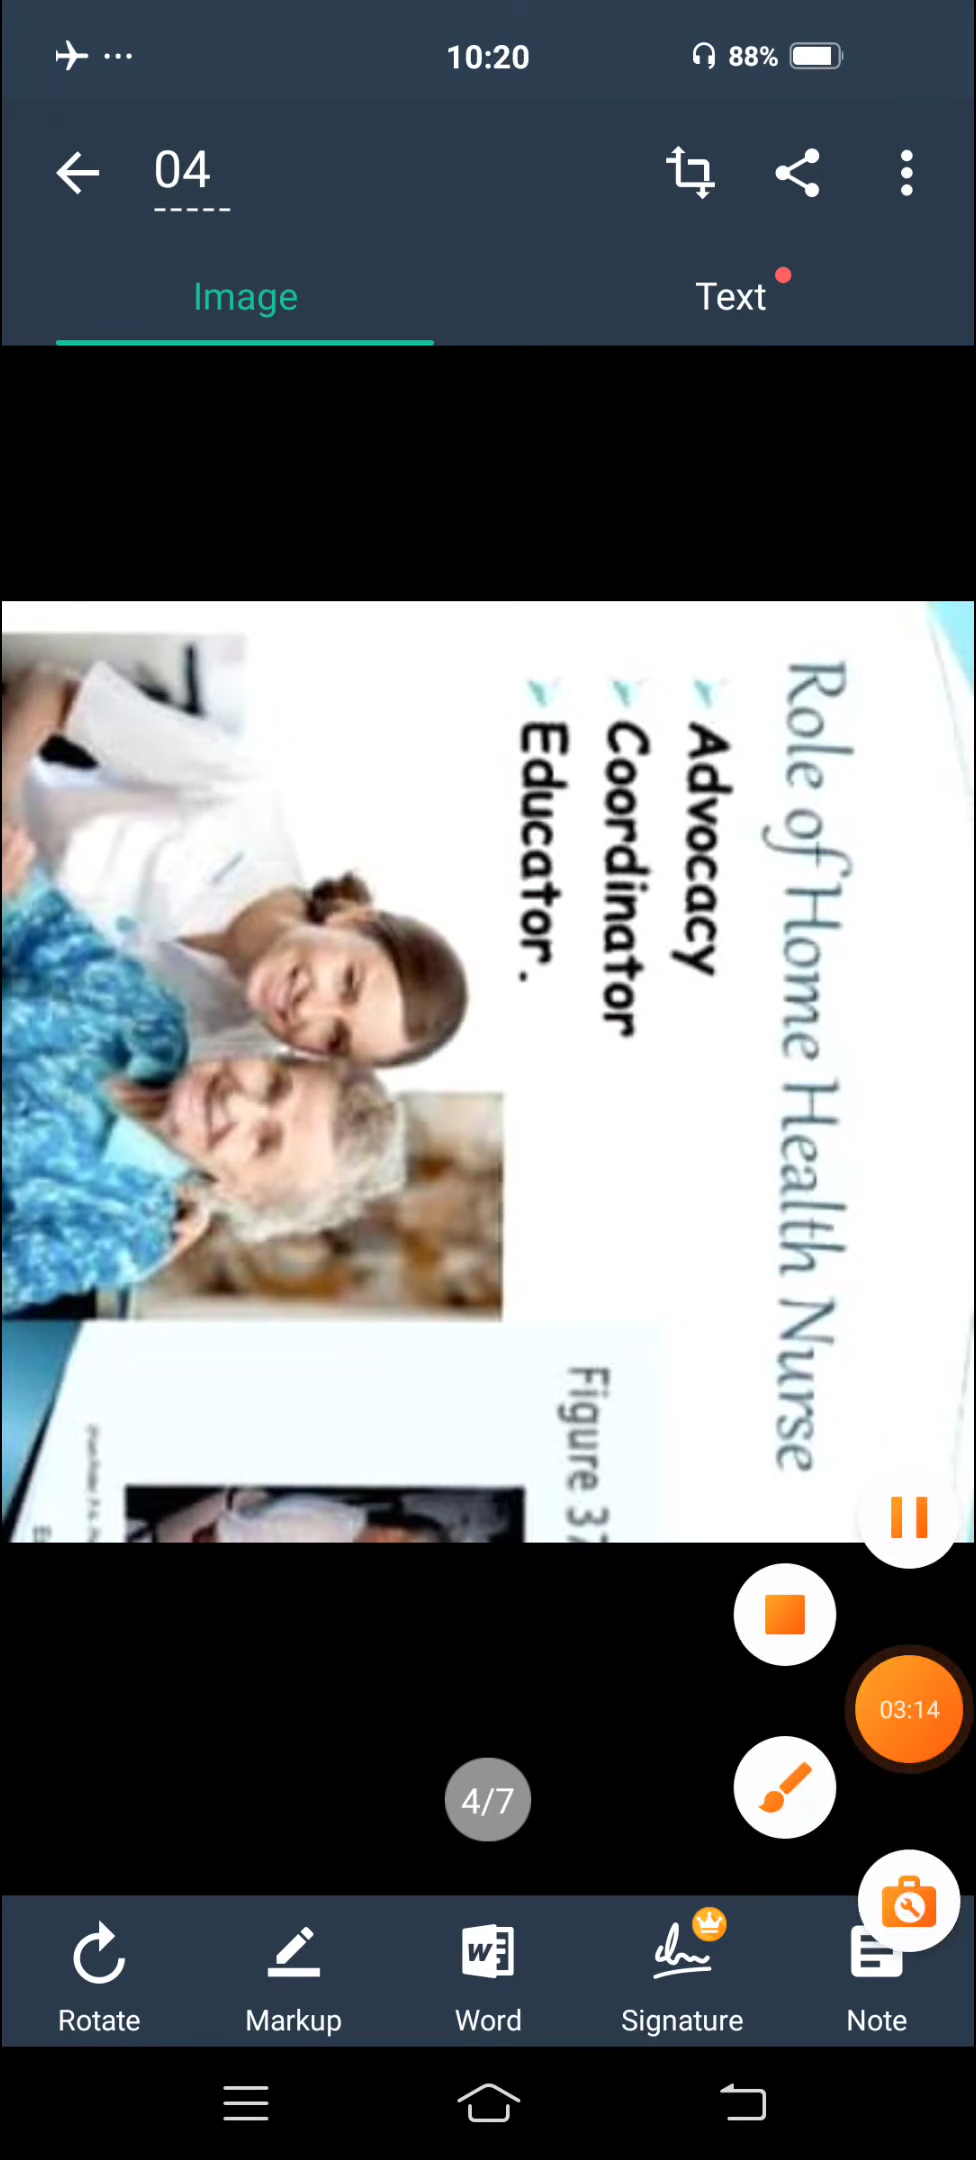 10:20
88%
04
Image
Text
Role of Home Health Nurse
Advocacy
Coordinator
Educator.
Figure 37
03:14
4/7
Rotate
Markup
Word
Signature
Note